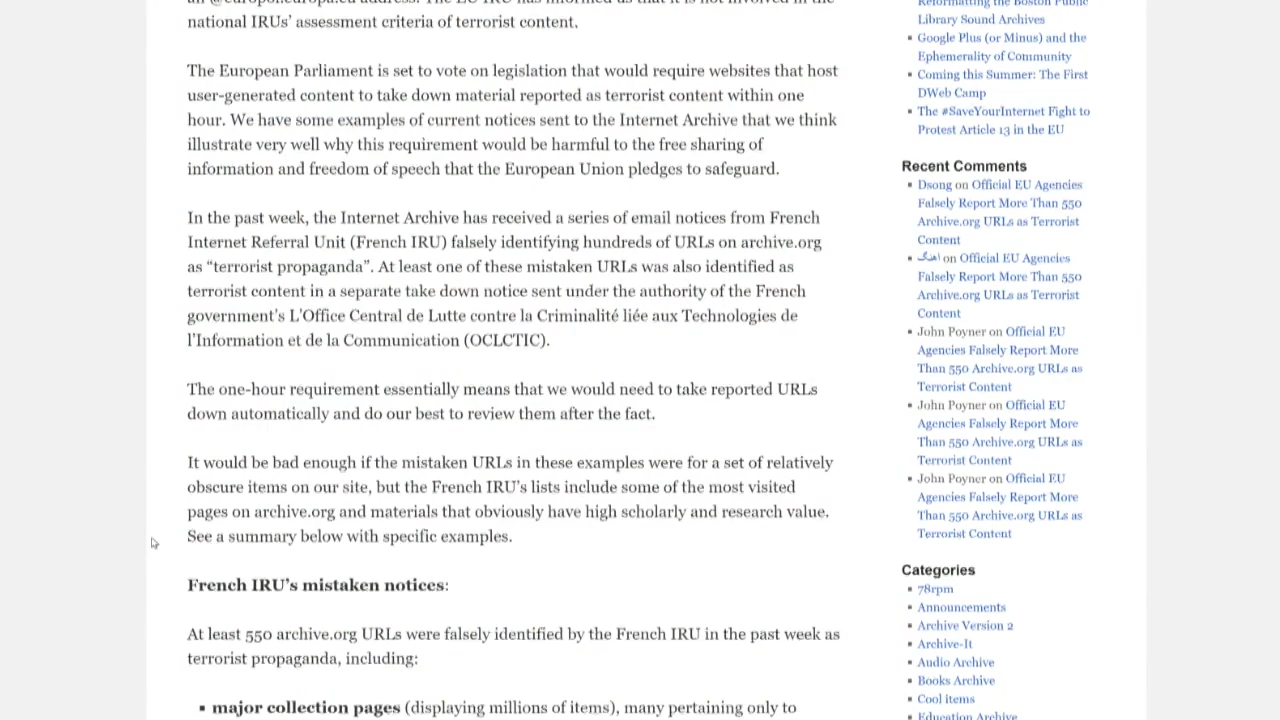 national IRUs’ assessment criteria of terrorist content.
The European Parliament is set to vote on legislation that would require websites that host
user-generated content to take down material reported as terrorist content within one
hour. We have some examples of current notices sent to the Internet Archive that we think
illustrate very well why this requirement would be harmful to the free sharing of
information and freedom of speech that the European Union pledges to safeguard.
In the past week, the Internet Archive has received a series of email notices from French
Internet Referral Unit (French IRU) falsely identifying hundreds of URLs on archive.org
as “terrorist propaganda”. At least one of these mistaken URLs was also identified as
terrorist content in a separate take down notice sent under the authority of the French
government’s L’Office Central de Lutte contre la Criminalité liée aux Technologies de
l’Information et de la Communication (OCLCTIC).
The one-hour requirement essentially means that we would need to take reported URLs
down automatically and do our best to review them after the fact.
It would be bad enough if the mistaken URLs in these examples were for a set of relatively
obscure items on our site, but the French IRU’s lists include some of the most visited
pages on archive.org and materials that obviously have high scholarly and research value.
See a summary below with specific examples.
French IRU’s mistaken notices:
At least 550 archive.org URLs were falsely identified by the French IRU in the past week as
terrorist propaganda, including:
▪ major collection pages (displaying millions of items), many pertaining only to
Reformatting the Boston Public
Library Sound Archives
▪ Google Plus (or Minus) and the
Ephemerality of Community
▪ Coming this Summer: The First
DWeb Camp
▪ The #SaveYourInternet Fight to
Protest Article 13 in the EU
Recent Comments
▪ Dsong on Official EU Agencies
Falsely Report More Than 550
Archive.org URLs as Terrorist
Content
▪ اهنگ on Official EU Agencies
Falsely Report More Than 550
Archive.org URLs as Terrorist
Content
▪ John Poyner on Official EU
Agencies Falsely Report More
Than 550 Archive.org URLs as
Terrorist Content
▪ John Poyner on Official EU
Agencies Falsely Report More
Than 550 Archive.org URLs as
Terrorist Content
▪ John Poyner on Official EU
Agencies Falsely Report More
Than 550 Archive.org URLs as
Terrorist Content
Categories
▪ 78rpm
▪ Announcements
▪ Archive Version 2
▪ Archive-It
▪ Audio Archive
▪ Books Archive
▪ Cool items
▪ Education Archive